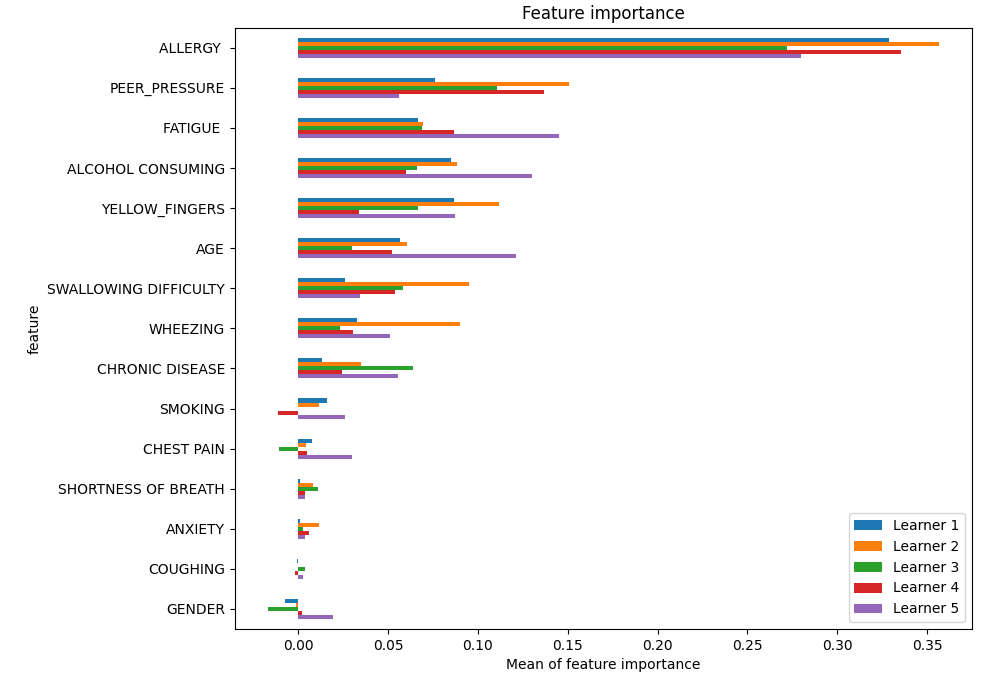 Feature importance
ALLERGY
PEER_PRESSURE
FATIGUE
ALCOHOL CONSUMING
YELLOW_FINGERS
AGE
SWALLOWING DIFFICULTY
WHEEZING
CHRONIC DISEASE
SMOKING
CHEST PAIN
SHORTNESS OF BREATH
ANXIETY
COUGHING
GENDER
feature
Learner 1
Learner 2
Learner 3
Learner 4
Learner 5
0.00 0.05 0.10 0.15 0.20 0.25 0.30 0.35
Mean of feature importance